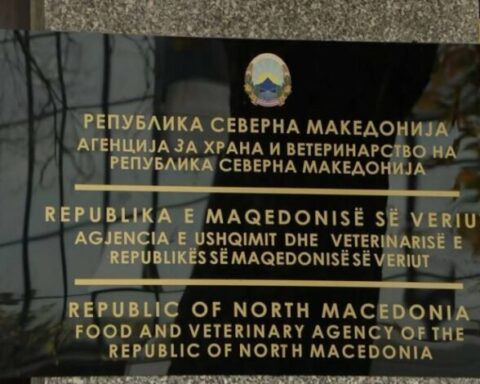 РЕПУБЛИКА СЕВЕРНА МАКЕДОНИЈА
АГЕНЦИЈА ЗА ХРАНА И ВЕТЕРИНАРСТВО НА
РЕПУБЛИКА СЕВЕРНА МАКЕДОНИЈА
REPUBLIKA E MAQEDONISË SË VERIU
AGJENCIA E USHQIMIT DHE VETERINARISË E
REPUBLIKËS SË MAQEDONISË SË VERIUT
REPUBLIC OF NORTH MACEDONIA
FOOD AND VETERINARY AGENCY OF THE
REPUBLIC OF NORTH MACEDONIA